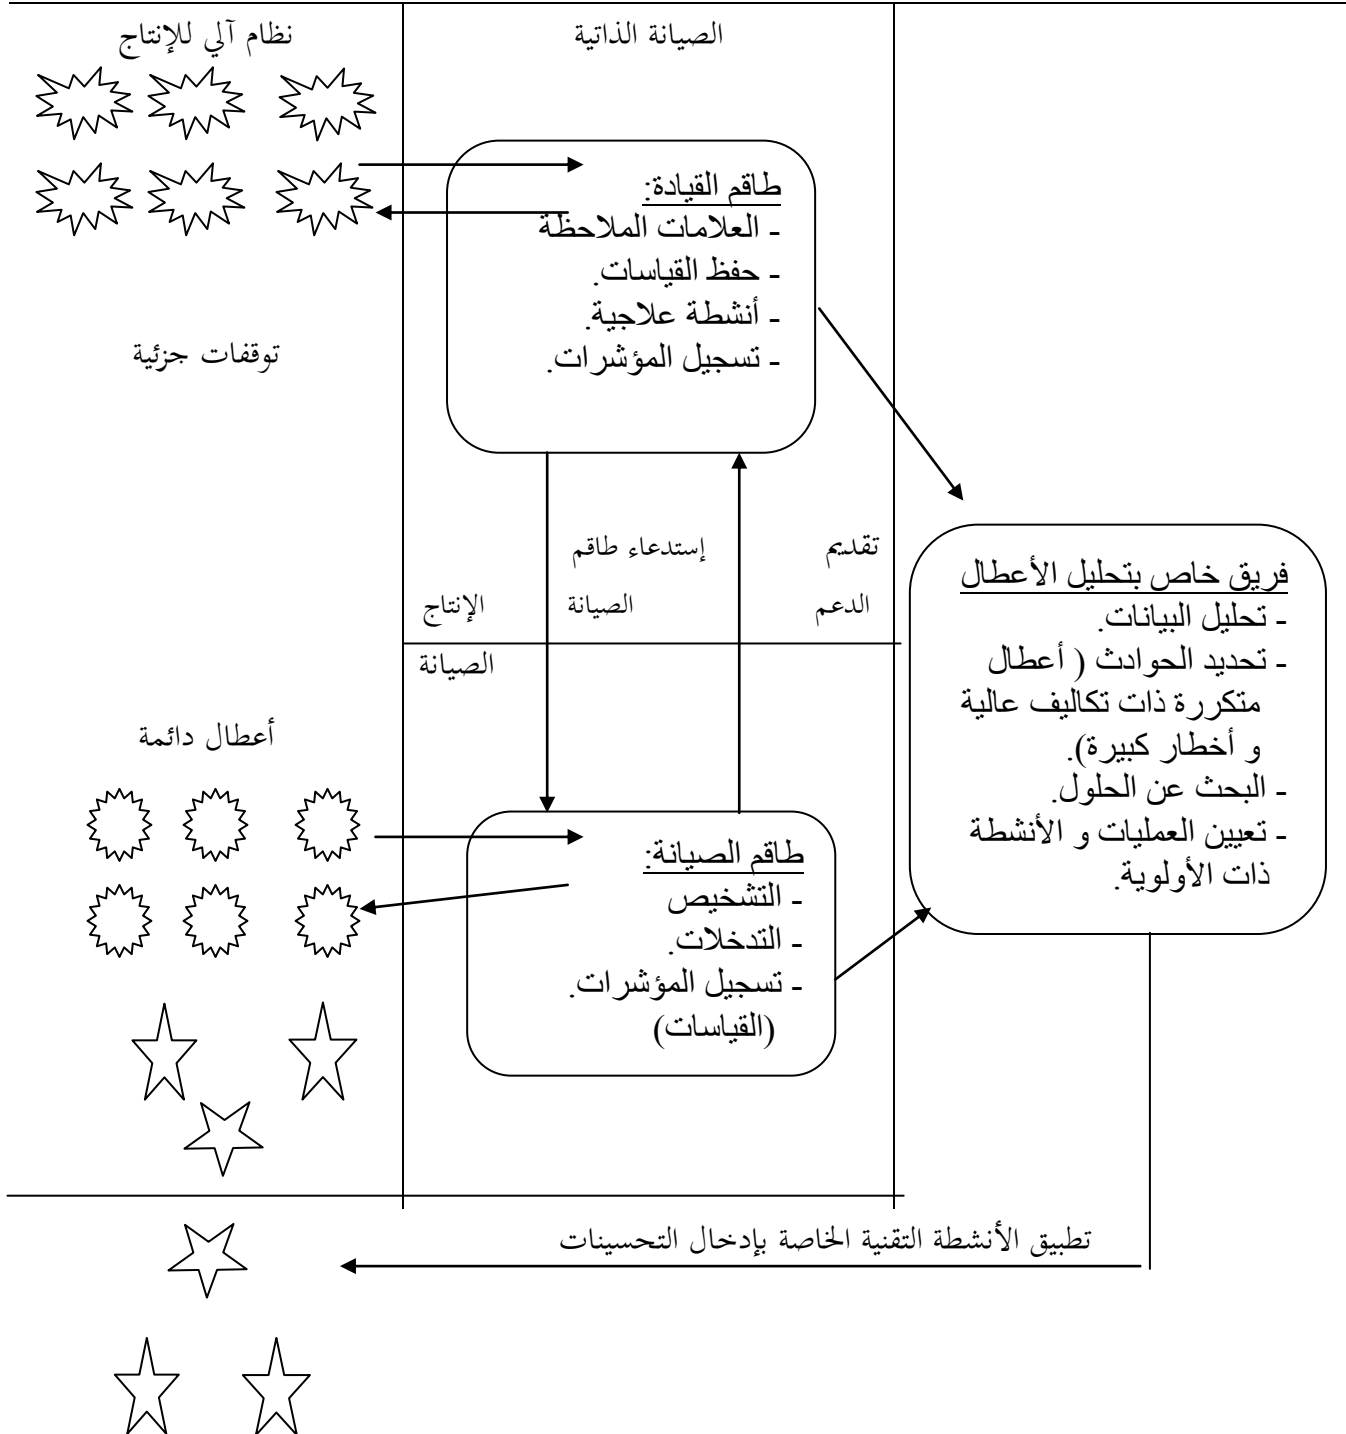 نظام آلي للإنتاج
الصيانة الذاتية
طاقم القيادة:
- العلامات الملاحظة
- حفظ القياسات.
- أنشطة علاجية.
- تسجيل المؤشرات.
توقفات جزئية
تقديم
الدعم
إستدعاء طاقم
الصيانة
الإنتاج
الصيانة
فريق خاص بتحليل الأعطال
- تحليل البيانات.
- تحديد الحوادث ( أعطال
متكررة ذات تكاليف عالية
و أخطار كبيرة).
- البحث عن الحلول.
- تعيين العمليات و الأنشطة
ذات الأولوية.
أعطال دائمة
طاقم الصيانة:
- التشخيص
- التدخلات.
- تسجيل المؤشرات.
(القياسات)
تطبيق الأنشطة التقنية الخاصة بإدخال التحسينات